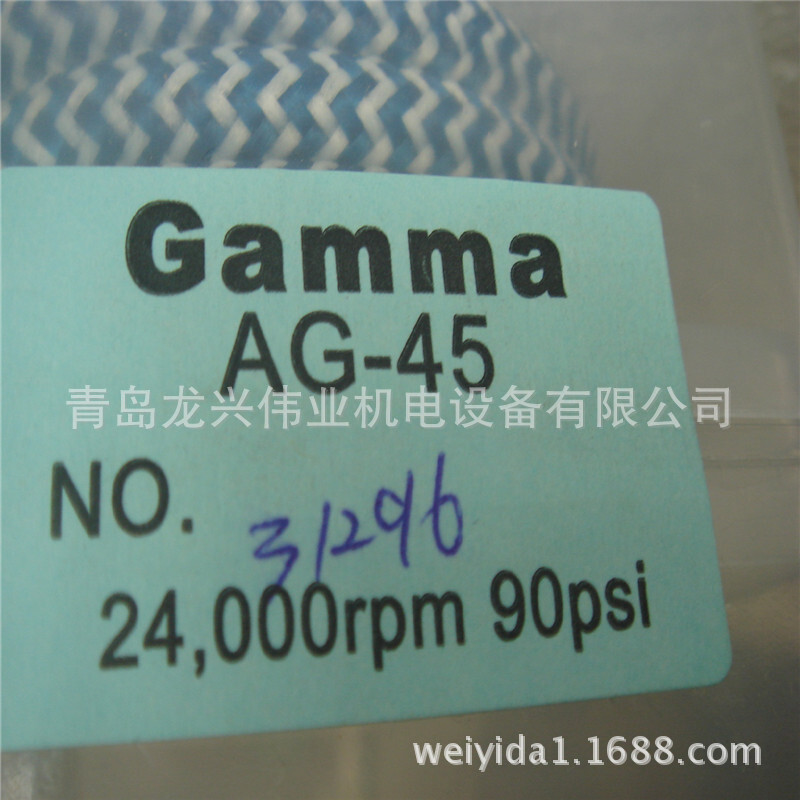 Gamma
AG-45
青岛龙兴伟业机电设备有限公司
NO. 31296
24,000rpm 90psi
weiyida1.1688.com